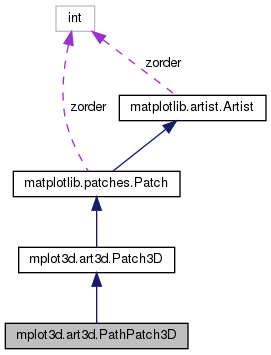 int
zorder
zorder
matplotlib.artist.Artist
matplotlib.patches.Patch
mplot3d.art3d.Patch3D
mplot3d.art3d.PathPatch3D